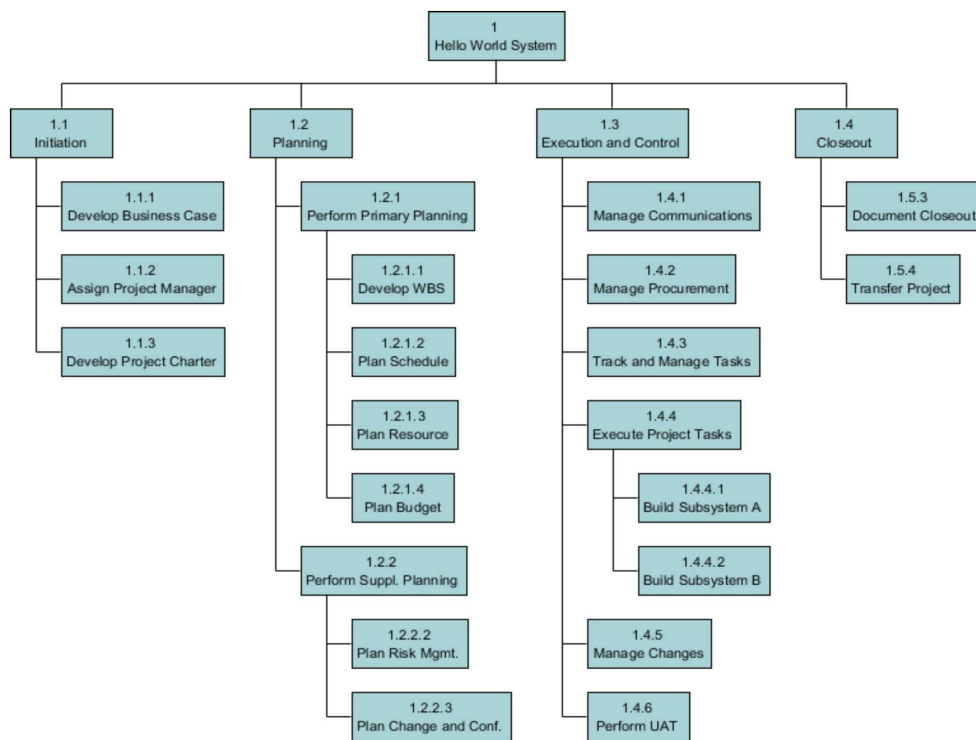 1
Hello World System
1.1
Initiation
1.2
Planning
1.3
Execution and Control
1.4
Closeout
1.1.1
Develop Business Case
1.1.2
Assign Project Manager
1.1.3
Develop Project Charter
1.2.1
Perform Primary Planning
1.2.1.1
Develop WBS
1.2.1.2
Plan Schedule
1.2.1.3
Plan Resource
1.2.1.4
Plan Budget
1.2.2
Perform Suppl. Planning
1.2.2.2
Plan Risk Mgmt.
1.2.2.3
Plan Change and Conf.
1.4.1
Manage Communications
1.4.2
Manage Procurement
1.4.3
Track and Manage Tasks
1.4.4
Execute Project Tasks
1.4.4.1
Build Subsystem A
1.4.4.2
Build Subsystem B
1.4.5
Manage Changes
1.4.6
Perform UAT
1.5.3
Document Closeout
1.5.4
Transfer Project